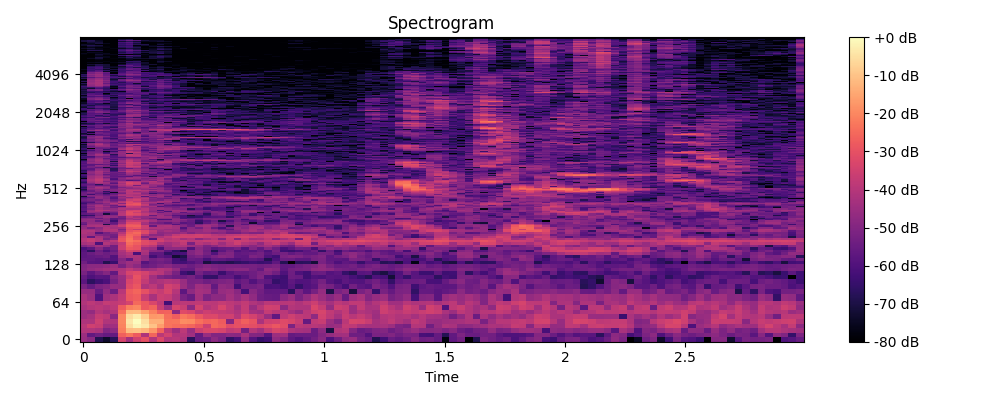 Spectrogram
Hz
4096
2048
1024
512
256
128
64
0
0
0.5
1
1.5
2
2.5
Time
+0 dB
-10 dB
-20 dB
-30 dB
-40 dB
-50 dB
-60 dB
-70 dB
-80 dB